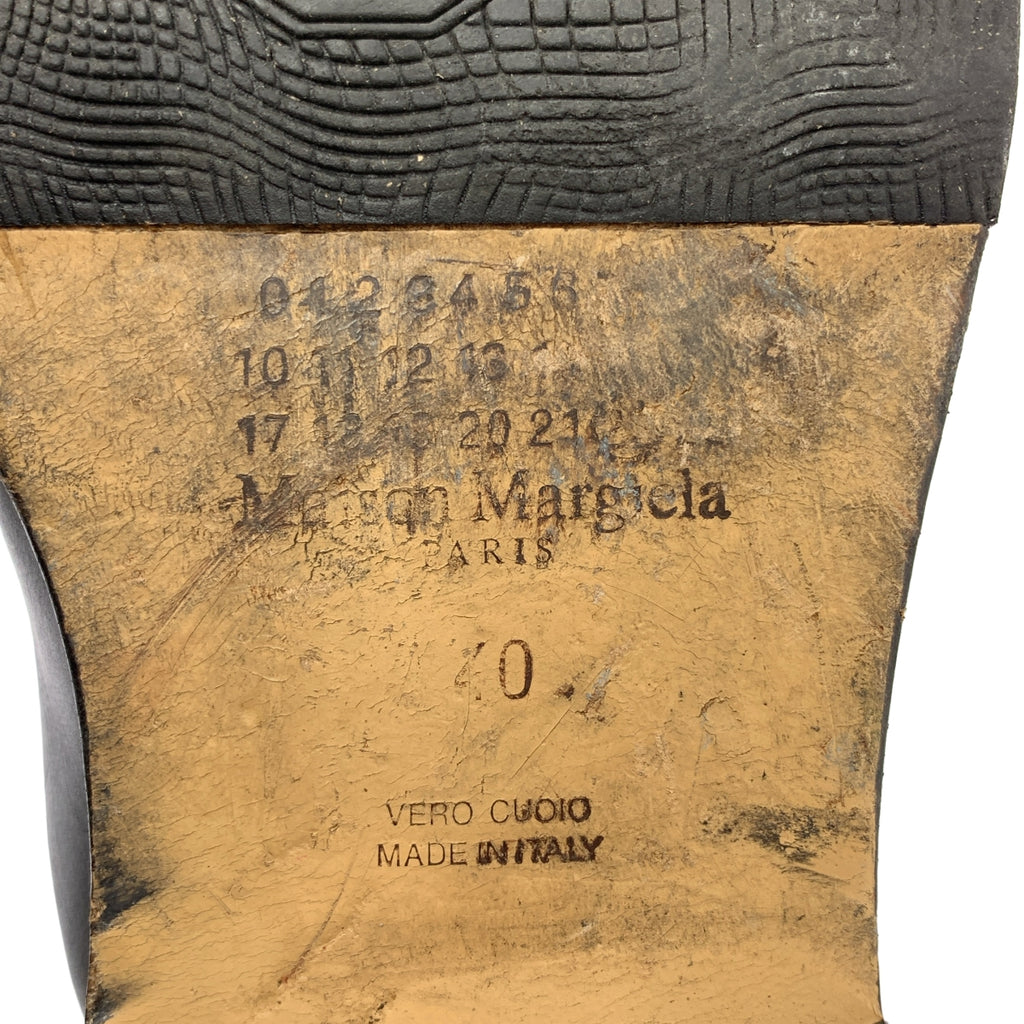 0 1 2 3 4 5 6
10 11 12 13
17 18 19 20 21
Maison Margiela
PARIS
40
VERO CUOIO
MADE IN ITALY